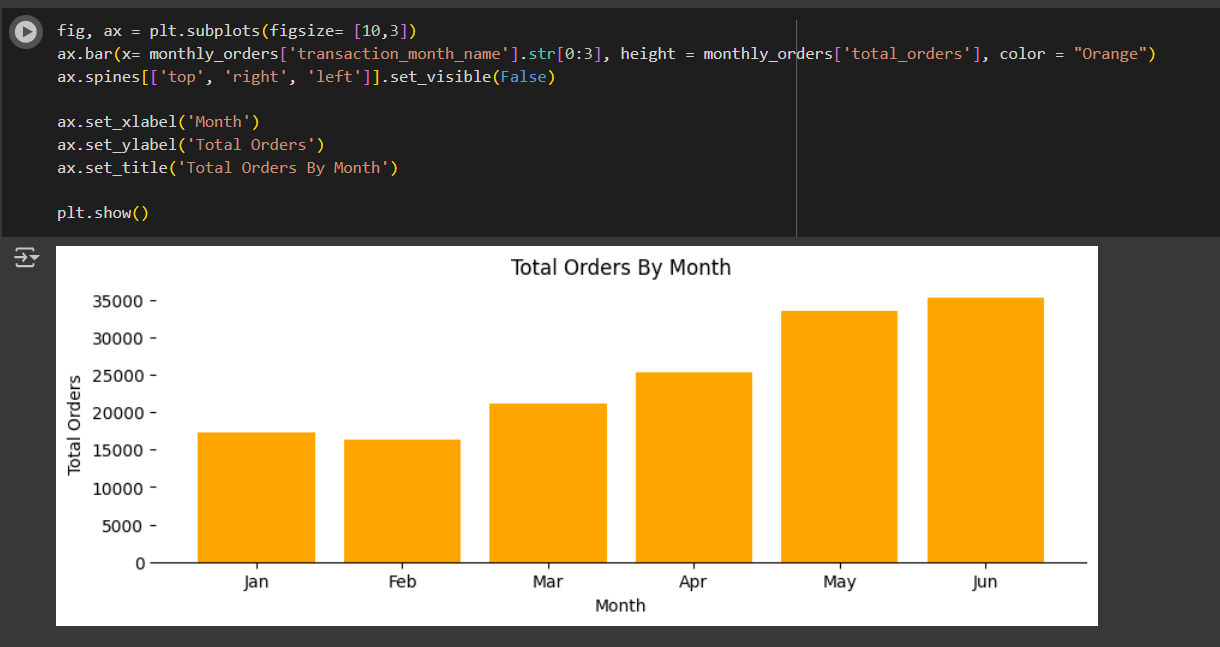 fig, ax = plt.subplots(figsize= [10,3])
ax.bar(x= monthly_orders['transaction_month_name'].str[0:3], height = monthly_orders['total_orders'], color = "Orange")
ax.spines[['top', 'right', 'left']].set_visible(False)
ax.set_xlabel('Month')
ax.set_ylabel('Total Orders')
ax.set_title('Total Orders By Month')
plt.show()
Total Orders By Month
35000
30000
25000
20000
15000
10000
5000
0
Total Orders
Jan Feb Mar Apr May Jun
Month